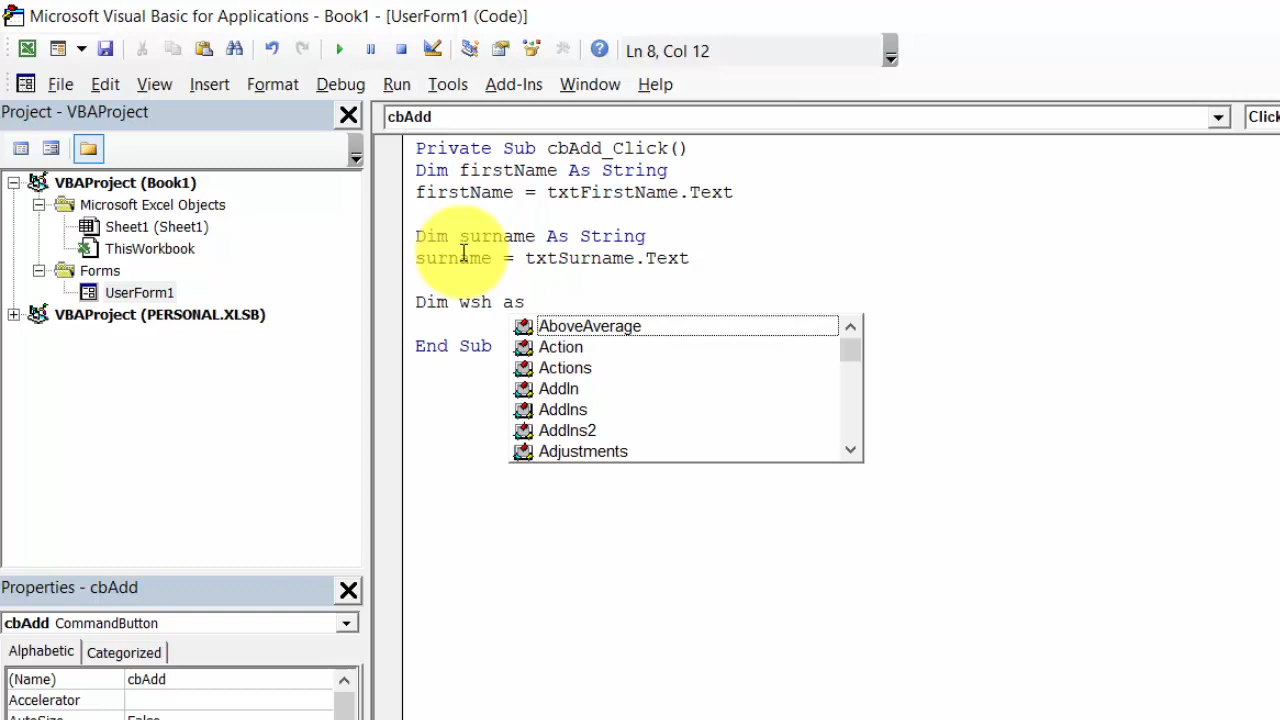 Microsoft Visual Basic for Applications - Book1 - [UserForm1 (Code)]
Ln 8, Col 12
File Edit View Insert Format Debug Run Tools Add-Ins Window Help
Project - VBAProject
cbAdd
VBAProject (Book1)
Microsoft Excel Objects
Sheet1 (Sheet1)
ThisWorkbook
Forms
UserForm1
VBAProject (PERSONAL.XLSB)
Private Sub cbAdd_Click()
Dim firstName As String
firstName = txtFirstName.Text
Dim surname As String
surname = txtSurname.Text
Dim wsh as
AboveAverage
Action
Actions
AddIn
AddIns
AddIns2
Adjustments
End Sub
Properties - cbAdd
cbAdd CommandButton
Alphabetic Categorized
(Name) cbAdd
Accelerator
AutoSize False